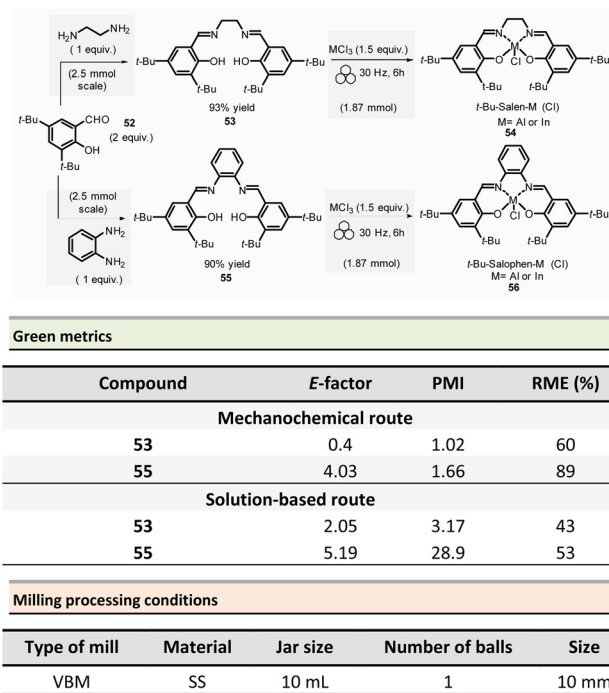 H2N NH2
( 1 equiv.)
(2.5 mmol
scale)
t-Bu CHO 52
OH (2 equiv.)
t-Bu
(2.5 mmol
scale)
NH2
NH2
( 1 equiv.)
N N
t-Bu OH HO t-Bu
t-Bu t-Bu
93% yield
53
MCl3 (1.5 equiv.)
30 Hz, 6h
(1.87 mmol)
N N
M
t-Bu O Cl O t-Bu
t-Bu t-Bu
t-Bu-Salen-M (Cl)
M= Al or In
54
N N
t-Bu OH HO t-Bu
t-Bu t-Bu
90% yield
55
MCl3 (1.5 equiv.)
30 Hz, 6h
(1.87 mmol)
N N
M
t-Bu O Cl O t-Bu
t-Bu t-Bu
t-Bu-Salophen-M (Cl)
M= Al or In
56
Green metrics
Compound E-factor PMI RME (%)
Mechanochemical route
53 0.4 1.02 60
55 4.03 1.66 89
Solution-based route
53 2.05 3.17 43
55 5.19 28.9 53
Milling processing conditions
Type of mill Material Jar size Number of balls Size
VBM SS 10 mL 1 10 mm